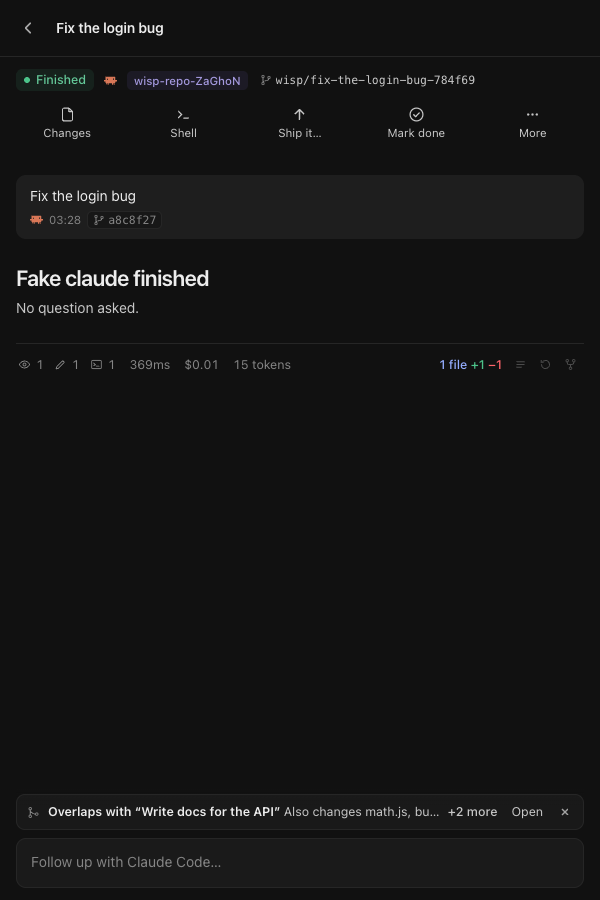 Fix the login bug
Finished wisp-repo-ZaGhoN wisp/fix-the-login-bug-784f69
Changes Shell Ship it... Mark done More
Fix the login bug
03:28 a8c8f27
Fake claude finished
No question asked.
1 1 1 369ms $0.01 15 tokens 1 file +1 −1
Overlaps with “Write docs for the API” Also changes math.js, bu... +2 more Open ×
Follow up with Claude Code...